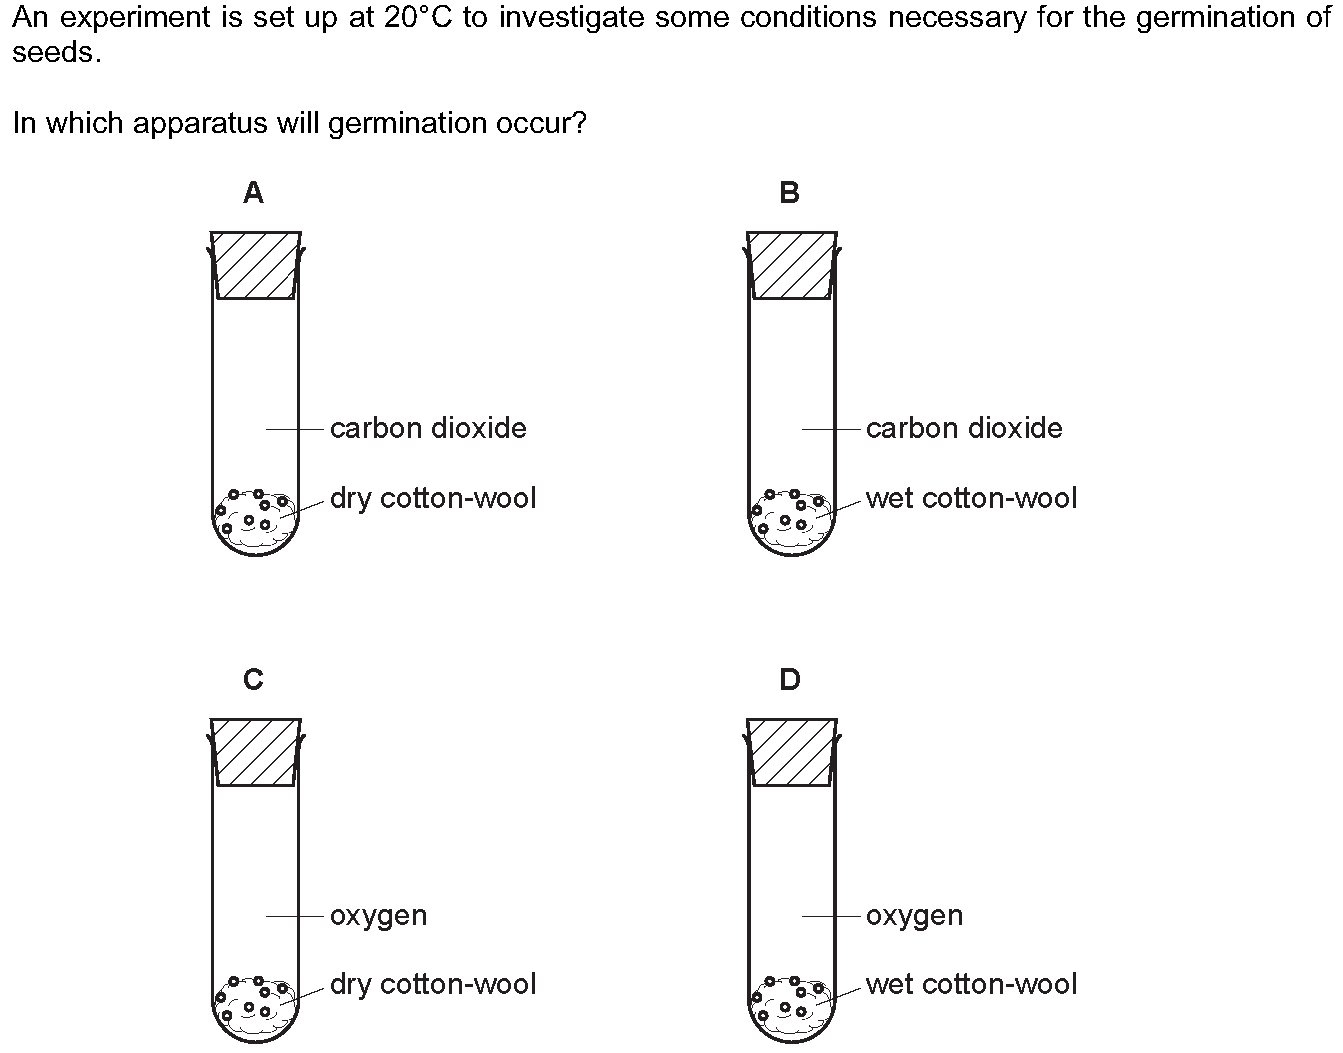 An experiment is set up at 20°C to investigate some conditions necessary for the germination of
seeds.
In which apparatus will germination occur?
A
B
carbon dioxide
carbon dioxide
dry cotton-wool
wet cotton-wool
C
D
oxygen
oxygen
dry cotton-wool
wet cotton-wool